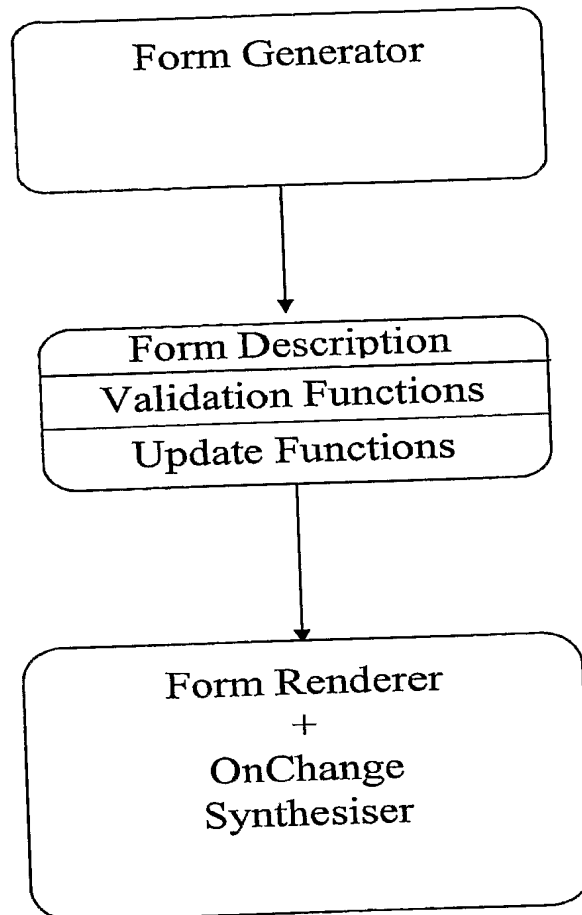 Form Generator
Form Description
Validation Functions
Update Functions
Form Renderer
+
OnChange
Synthesiser